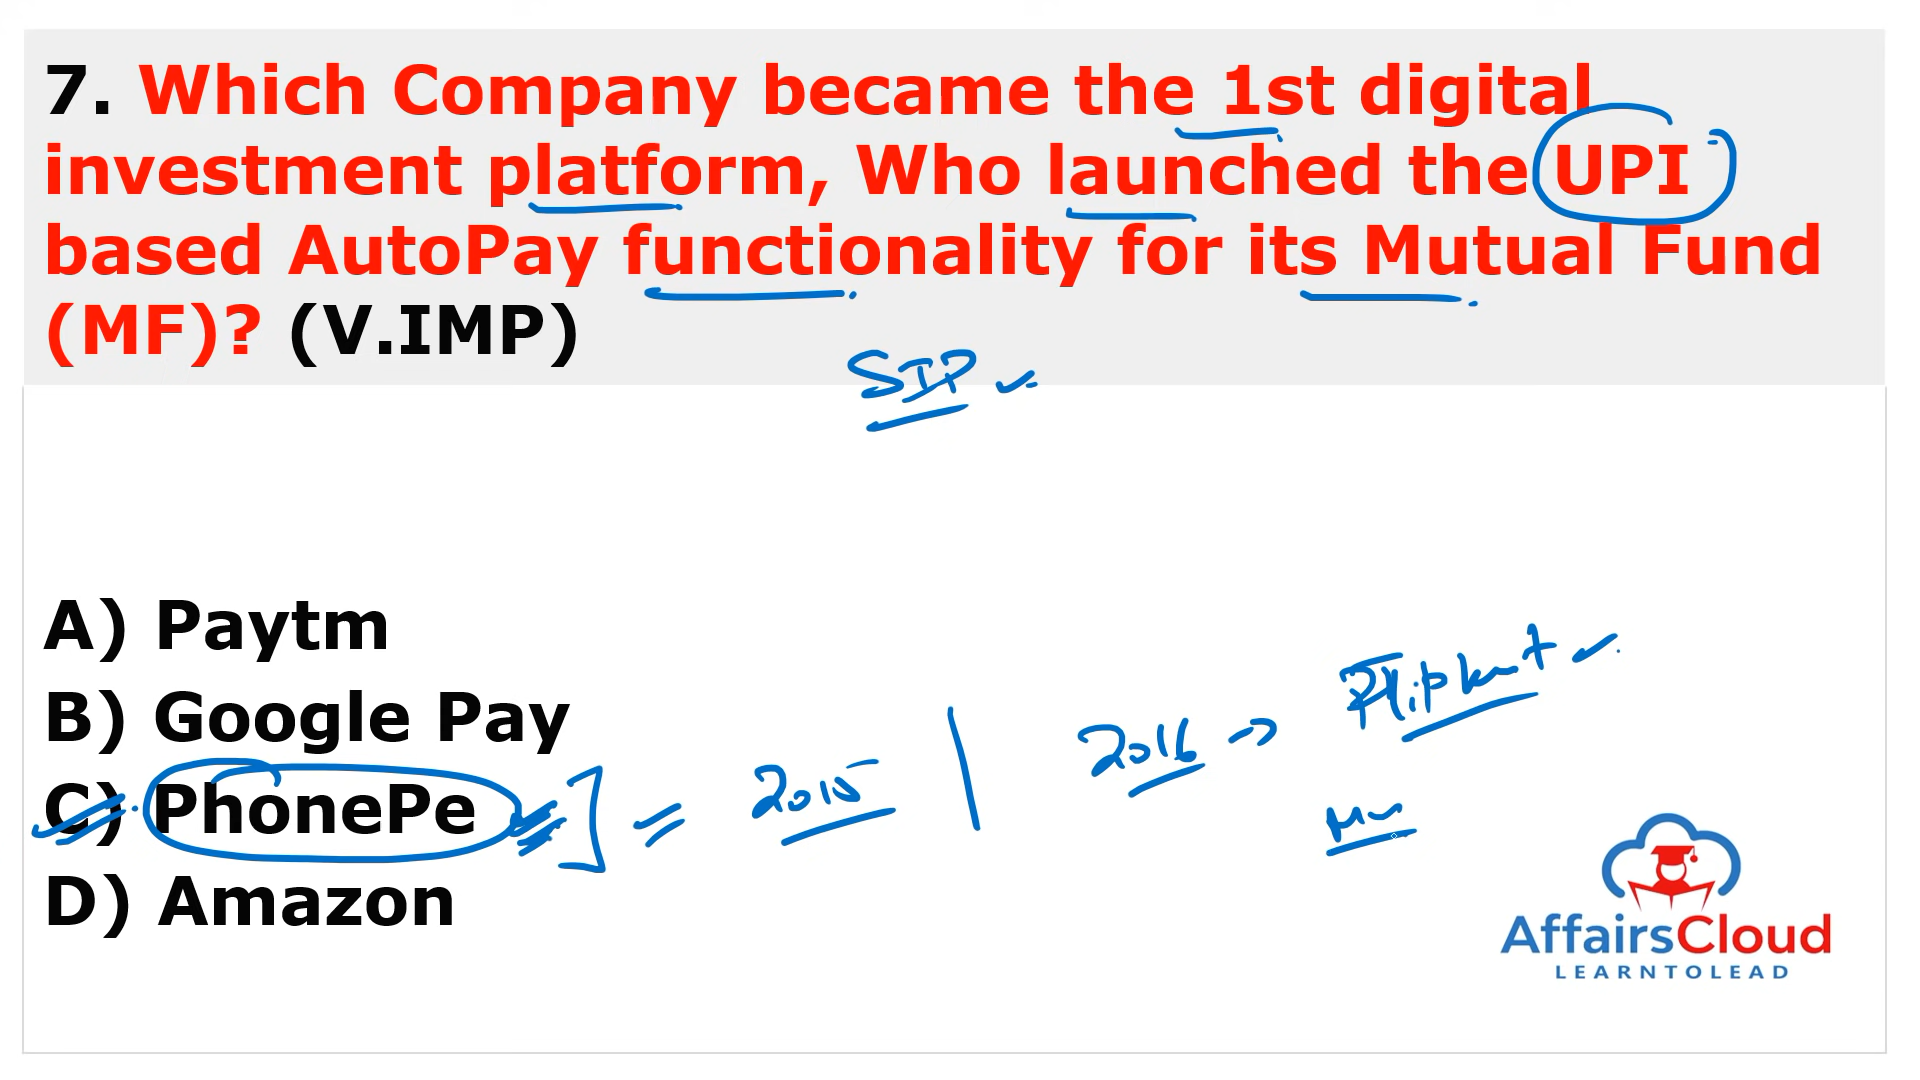 7. Which Company became the 1st digital
investment platform, Who launched the UPI
based AutoPay functionality for its Mutual Fund
(MF)? (V.IMP)
SIP
A) Paytm
B) Google Pay
C) PhonePe
D) Amazon
2015
2016 →
Flipkart
AffairsCloud
LEARNTOLEAD